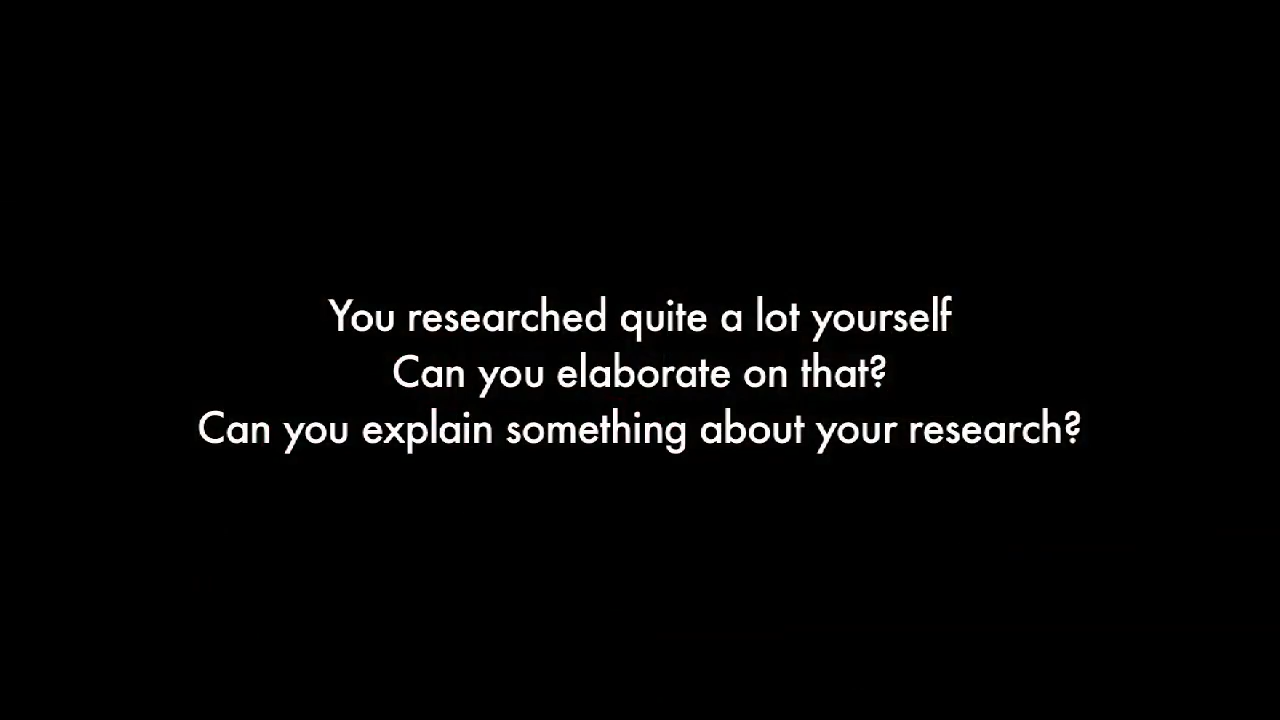 You researched quite a lot yourself
Can you elaborate on that?
Can you explain something about your research?